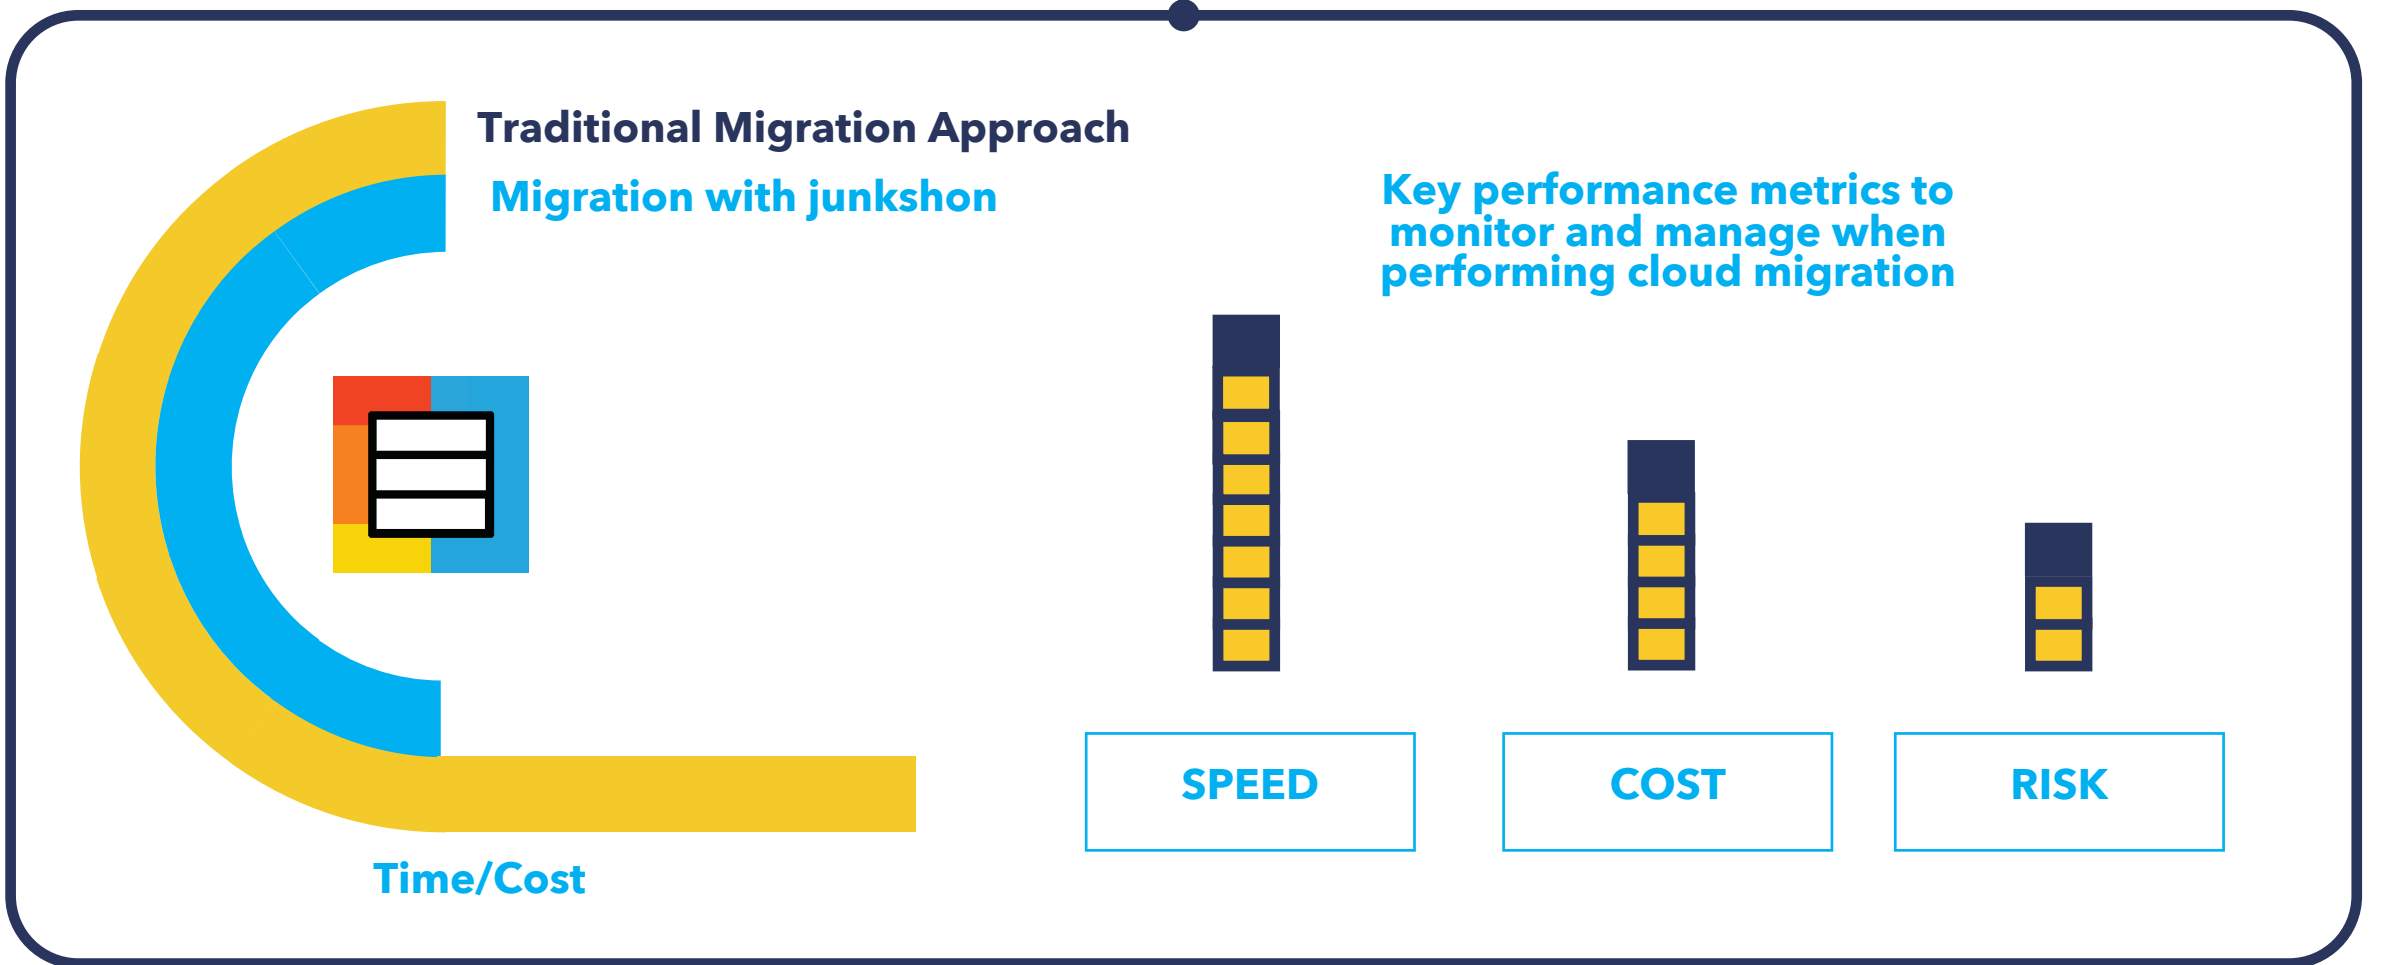 Traditional Migration Approach
Migration with junkshon
Time/Cost
Key performance metrics to
monitor and manage when
performing cloud migration
SPEED
COST
RISK